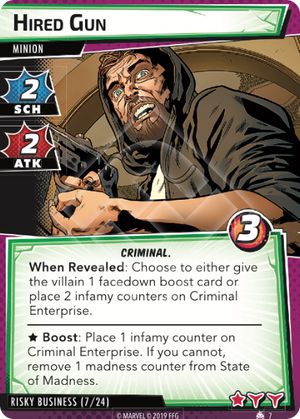 HIRED GUN
MINION
2
SCH
2
ATK
3
CRIMINAL.
When Revealed: Choose to either give
the villain 1 facedown boost card or
place 2 infamy counters on Criminal
Enterprise.
★ Boost: Place 1 infamy counter on
Criminal Enterprise. If you cannot,
remove 1 madness counter from State
of Madness.
RISKY BUSINESS (7/24)
© MARVEL © 2019 FFG
7